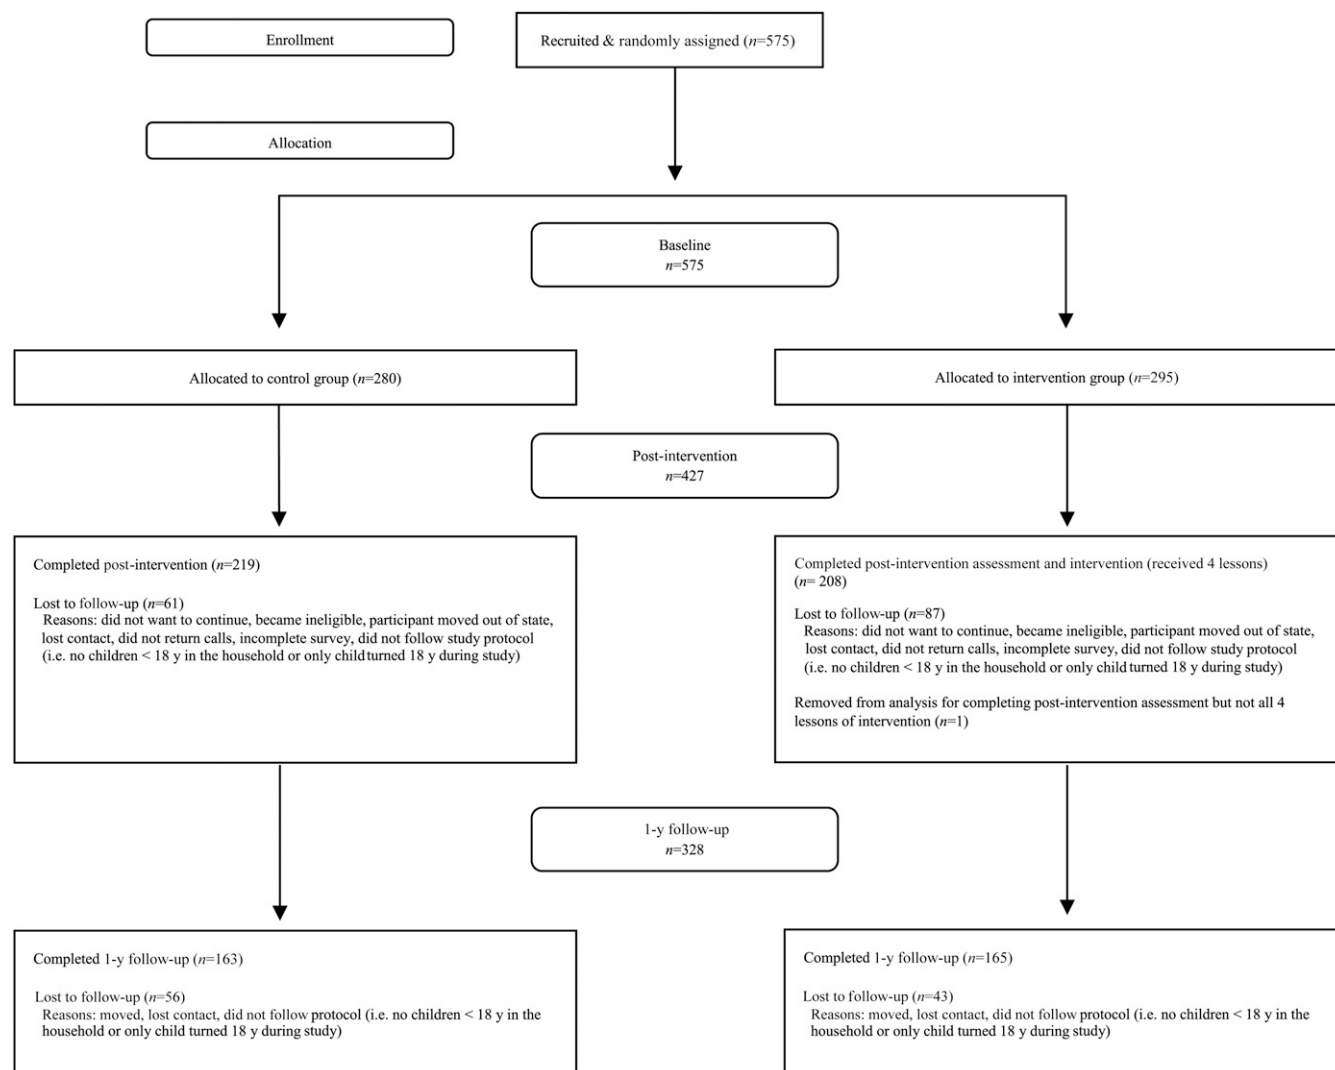 Enrollment
Recruited & randomly assigned (n=575)
Allocation
Baseline
n=575
Allocated to control group (n=280)
Allocated to intervention group (n=295)
Post-intervention
n=427
Completed post-intervention (n=219)
Lost to follow-up (n=61)
Reasons: did not want to continue, became ineligible, participant moved out of state,
lost contact, did not return calls, incomplete survey, did not follow study protocol
(i.e. no children < 18 y in the household or only child turned 18 y during study)
Completed post-intervention assessment and intervention (received 4 lessons)
(n= 208)
Lost to follow-up (n=87)
Reasons: did not want to continue, became ineligible, participant moved out of state,
lost contact, did not return calls, incomplete survey, did not follow study protocol
(i.e. no children < 18 y in the household or only child turned 18 y during study)
Removed from analysis for completing post-intervention assessment but not all 4
lessons of intervention (n=1)
1-y follow-up
n=328
Completed 1-y follow-up (n=163)
Lost to follow-up (n=56)
Reasons: moved, lost contact, did not follow protocol (i.e. no children < 18 y in the
household or only child turned 18 y during study)
Completed 1-y follow-up (n=165)
Lost to follow-up (n=43)
Reasons: moved, lost contact, did not follow protocol (i.e. no children < 18 y in the
household or only child turned 18 y during study)